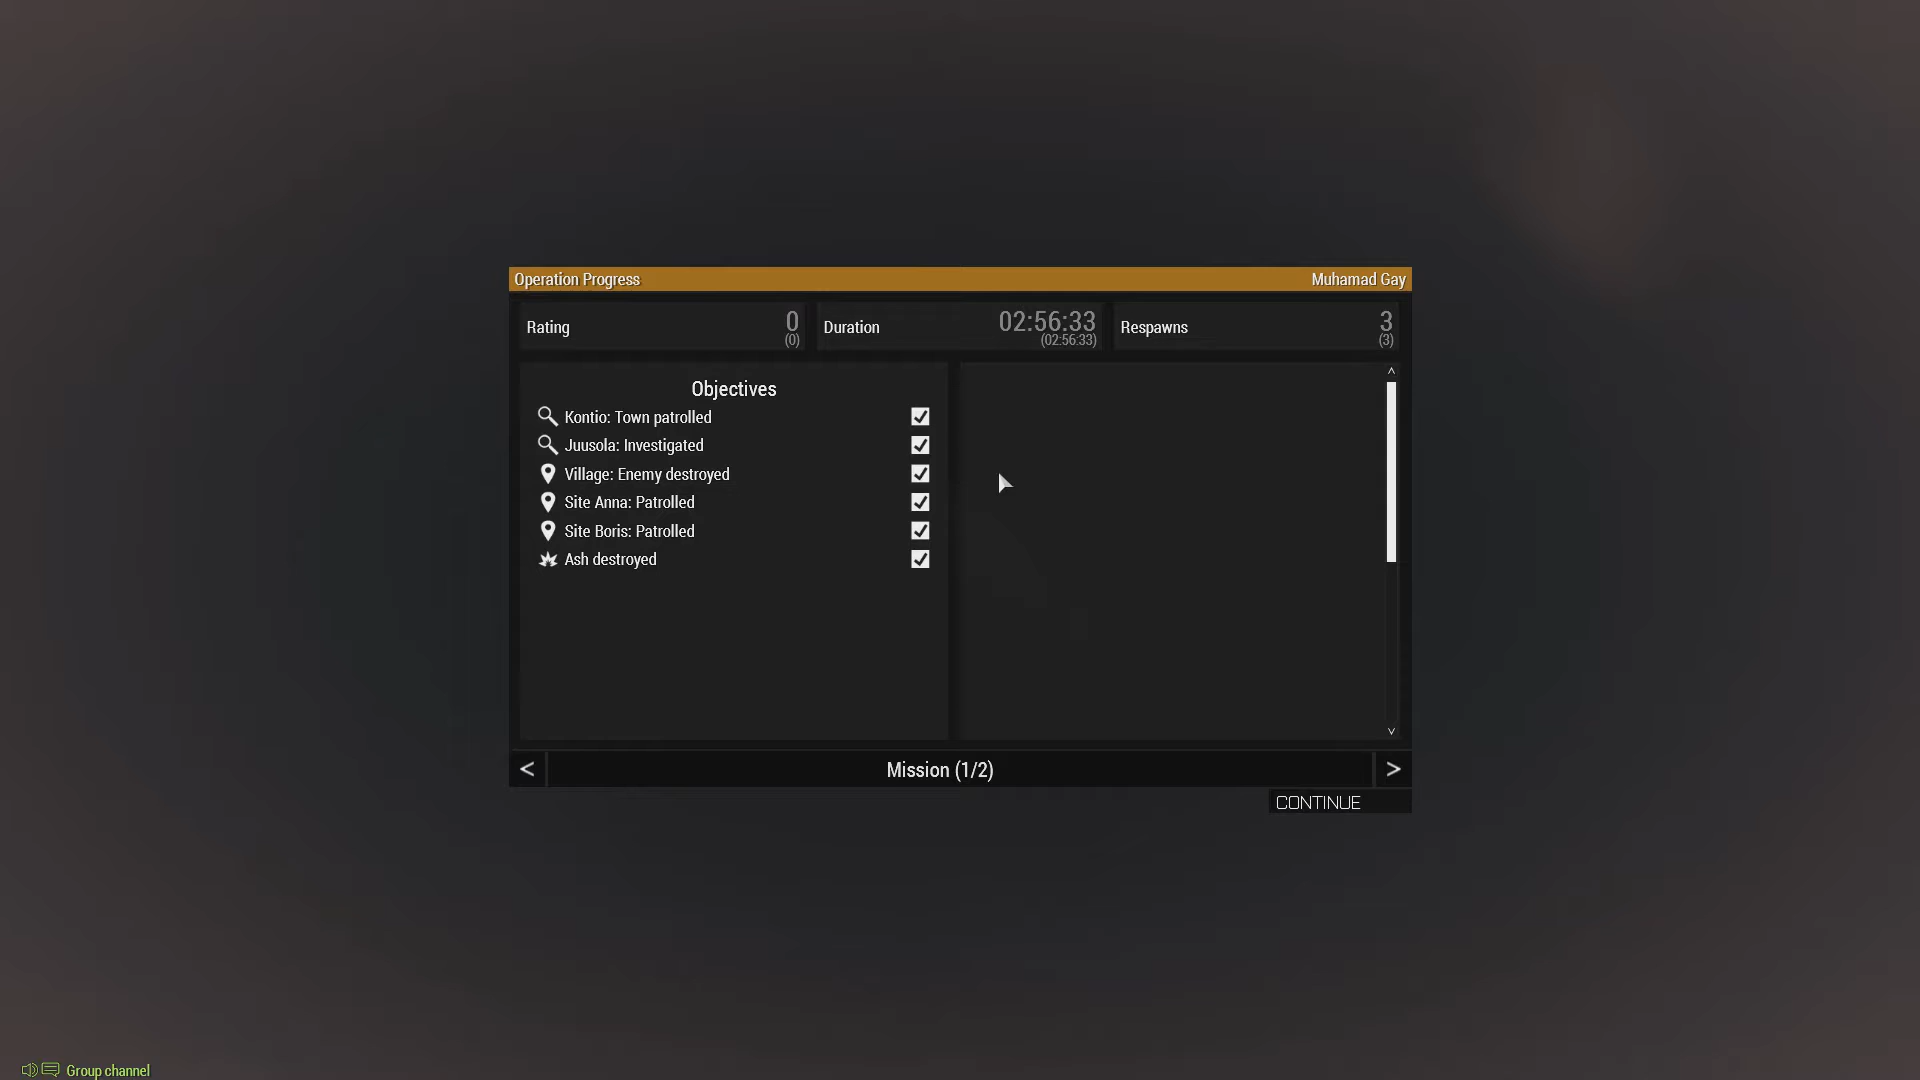 Operation Progress Muhamad Gay
Rating 0 (0) Duration 02:56:33 (02:56:33) Respawns 3 (3)
Objectives
Kontio: Town patrolled
Juusola: Investigated
Village: Enemy destroyed
Site Anna: Patrolled
Site Boris: Patrolled
Ash destroyed
< Mission (1/2) >
CONTINUE
Group channel